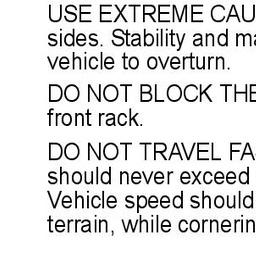 USE EXTREME CAU
sides. Stability and ma
vehicle to overturn.
DO NOT BLOCK THE
front rack.
DO NOT TRAVEL FA
should never exceed
Vehicle speed should
terrain, while cornerin